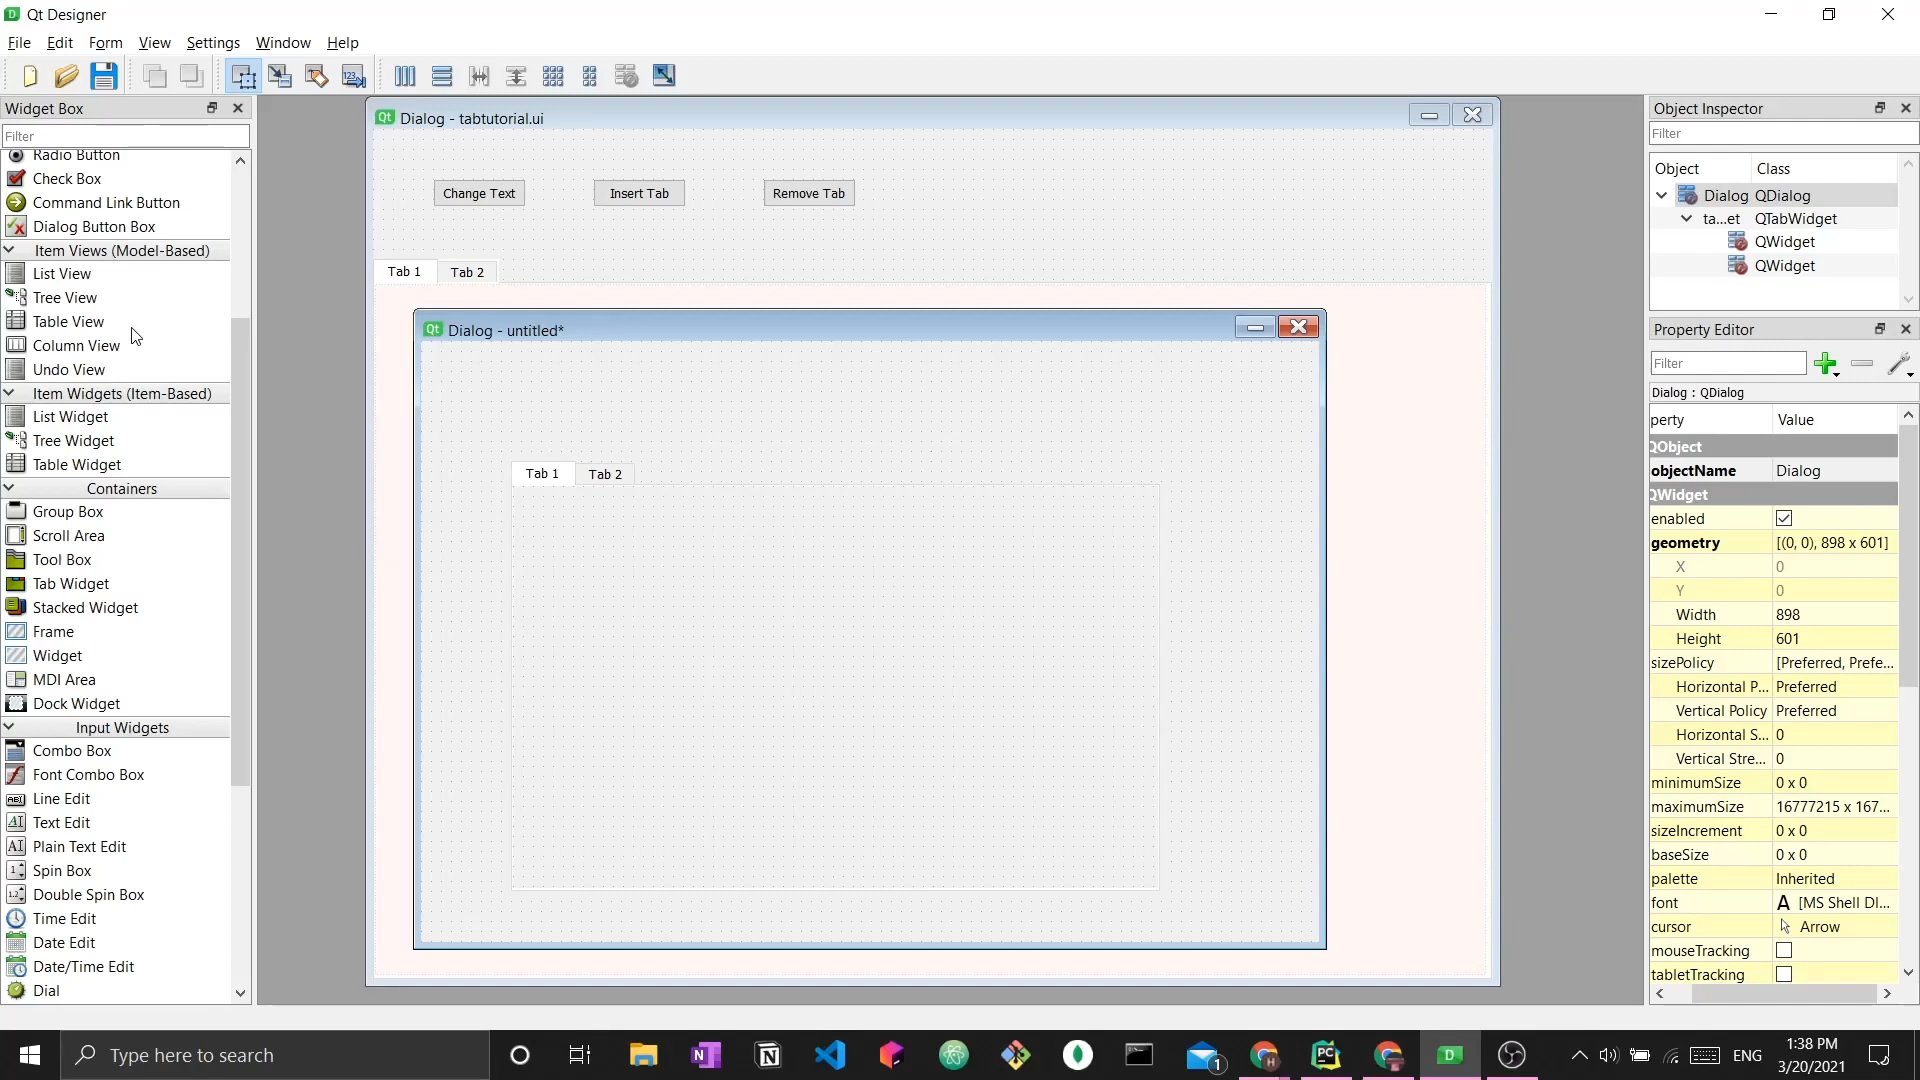 Qt Designer
File Edit Form View Settings Window Help
Widget Box
Filter
Radio Button
Check Box
Command Link Button
Dialog Button Box
Item Views (Model-Based)
List View
Tree View
Table View
Column View
Undo View
Item Widgets (Item-Based)
List Widget
Tree Widget
Table Widget
Containers
Group Box
Scroll Area
Tool Box
Tab Widget
Stacked Widget
Frame
Widget
MDI Area
Dock Widget
Input Widgets
Combo Box
Font Combo Box
Line Edit
Text Edit
Plain Text Edit
Spin Box
Double Spin Box
Time Edit
Date Edit
Date/Time Edit
Dial
Dialog - tabtutorial.ui
Change Text Insert Tab Remove Tab
Tab 1 Tab 2
Dialog - untitled*
Tab 1 Tab 2
Object Inspector
Filter
Object Class
Dialog QDialog
ta...et QTabWidget
QWidget
QWidget
Property Editor
Filter
Dialog : QDialog
perty Value
QObject
objectName Dialog
QWidget
enabled
geometry [(0, 0), 898 x 601]
X 0
Y 0
Width 898
Height 601
sizePolicy [Preferred, Prefe...
Horizontal P... Preferred
Vertical Policy Preferred
Horizontal S... 0
Vertical Stre... 0
minimumSize 0 x 0
maximumSize 16777215 x 167...
sizeIncrement 0 x 0
baseSize 0 x 0
palette Inherited
font A [MS Shell Dl...
cursor Arrow
mouseTracking
tabletTracking
Type here to search
1
ENG
1:38 PM
3/20/2021